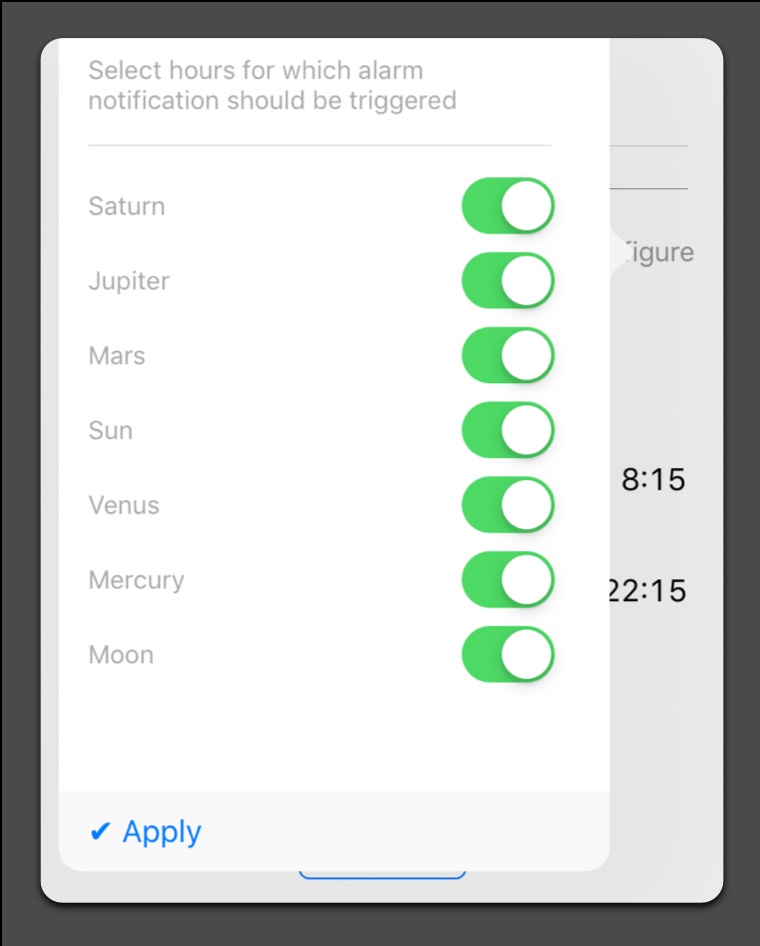 Select hours for which alarm
notification should be triggered
Saturn
Jupiter
figure
Mars
Sun
8:15
Venus
Mercury
22:15
Moon
✔ Apply